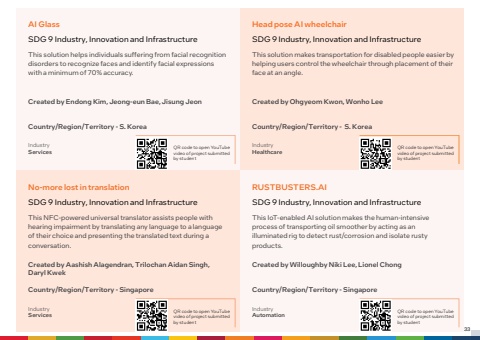 AI Glass
SDG 9 Industry, Innovation and Infrastructure
This solution helps individuals suffering from facial recognition
disorders to recognize faces and identify facial expressions
with a minimum of 70% accuracy.
Created by Endong Kim, Jeong-eun Bae, Jisung Jeon
Country/Region/Territory - S. Korea
Industry
Services
QR code to open YouTube
video of project submitted
by student
Head pose AI wheelchair
SDG 9 Industry, Innovation and Infrastructure
This solution makes transportation for disabled people easier by
helping users control the wheelchair through placement of their
face at an angle.
Created by Ohgyeom Kwon, Wonho Lee
Country/Region/Territory - S. Korea
Industry
Healthcare
QR code to open YouTube
video of project submitted
by student
No-more lost in translation
SDG 9 Industry, Innovation and Infrastructure
This NFC-powered universal translator assists people with
hearing impairment by translating any language to a language
of their choice and presenting the translated text during a
conversation.
Created by Aashish Alagendran, Trilochan Aidan Singh,
Daryl Kwek
Country/Region/Territory - Singapore
Industry
Services
QR code to open YouTube
video of project submitted
by student
RUSTBUSTERS.AI
SDG 9 Industry, Innovation and Infrastructure
This IoT-enabled AI solution makes the human-intensive
process of transporting oil smoother by acting as an
illuminated rig to detect rust/corrosion and isolate rusty
products.
Created by Willoughby Niki Lee, Lionel Chong
Country/Region/Territory - Singapore
Industry
Automation
QR code to open YouTube
video of project submitted
by student
33